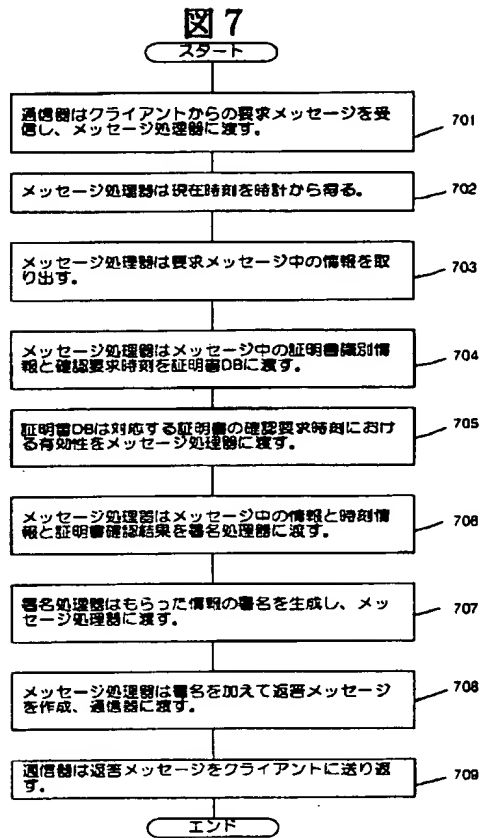 図７
スタート
通信器はクライアントからの要求メッセージを受
信し、メッセージ処理器に渡す。
701
メッセージ処理器は現在時刻を時計から得る。
702
メッセージ処理器は要求メッセージ中の情報を取
り出す。
703
メッセージ処理器はメッセージ中の証明書識別情
報と確認要求時刻を証明書DBに渡す。
704
証明書DBは対応する証明書の確認要求時刻におけ
る有効性をメッセージ処理器に渡す。
705
メッセージ処理器はメッセージ中の情報と時刻情
報と証明書確認結果を署名処理器に渡す。
706
署名処理器はもらった情報の署名を生成し、メッ
セージ処理器に渡す。
707
メッセージ処理器は署名を加えて返答メッセージ
を作成、通信器に渡す。
708
通信器は返答メッセージをクライアントに送り返
す。
709
エンド